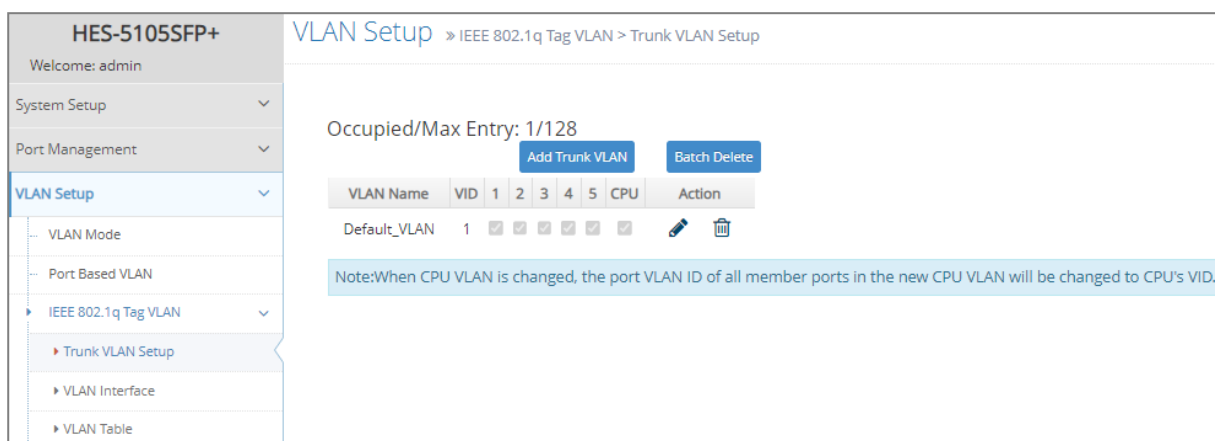 HES-5105SFP+
Welcome: admin
System Setup
Port Management
VLAN Setup
VLAN Mode
Port Based VLAN
IEEE 802.1q Tag VLAN
Trunk VLAN Setup
VLAN Interface
VLAN Table
VLAN Setup » IEEE 802.1q Tag VLAN > Trunk VLAN Setup
Occupied/Max Entry: 1/128
Add Trunk VLAN Batch Delete
VLAN Name VID 1 2 3 4 5 CPU Action
Default_VLAN 1
Note:When CPU VLAN is changed, the port VLAN ID of all member ports in the new CPU VLAN will be changed to CPU's VID.